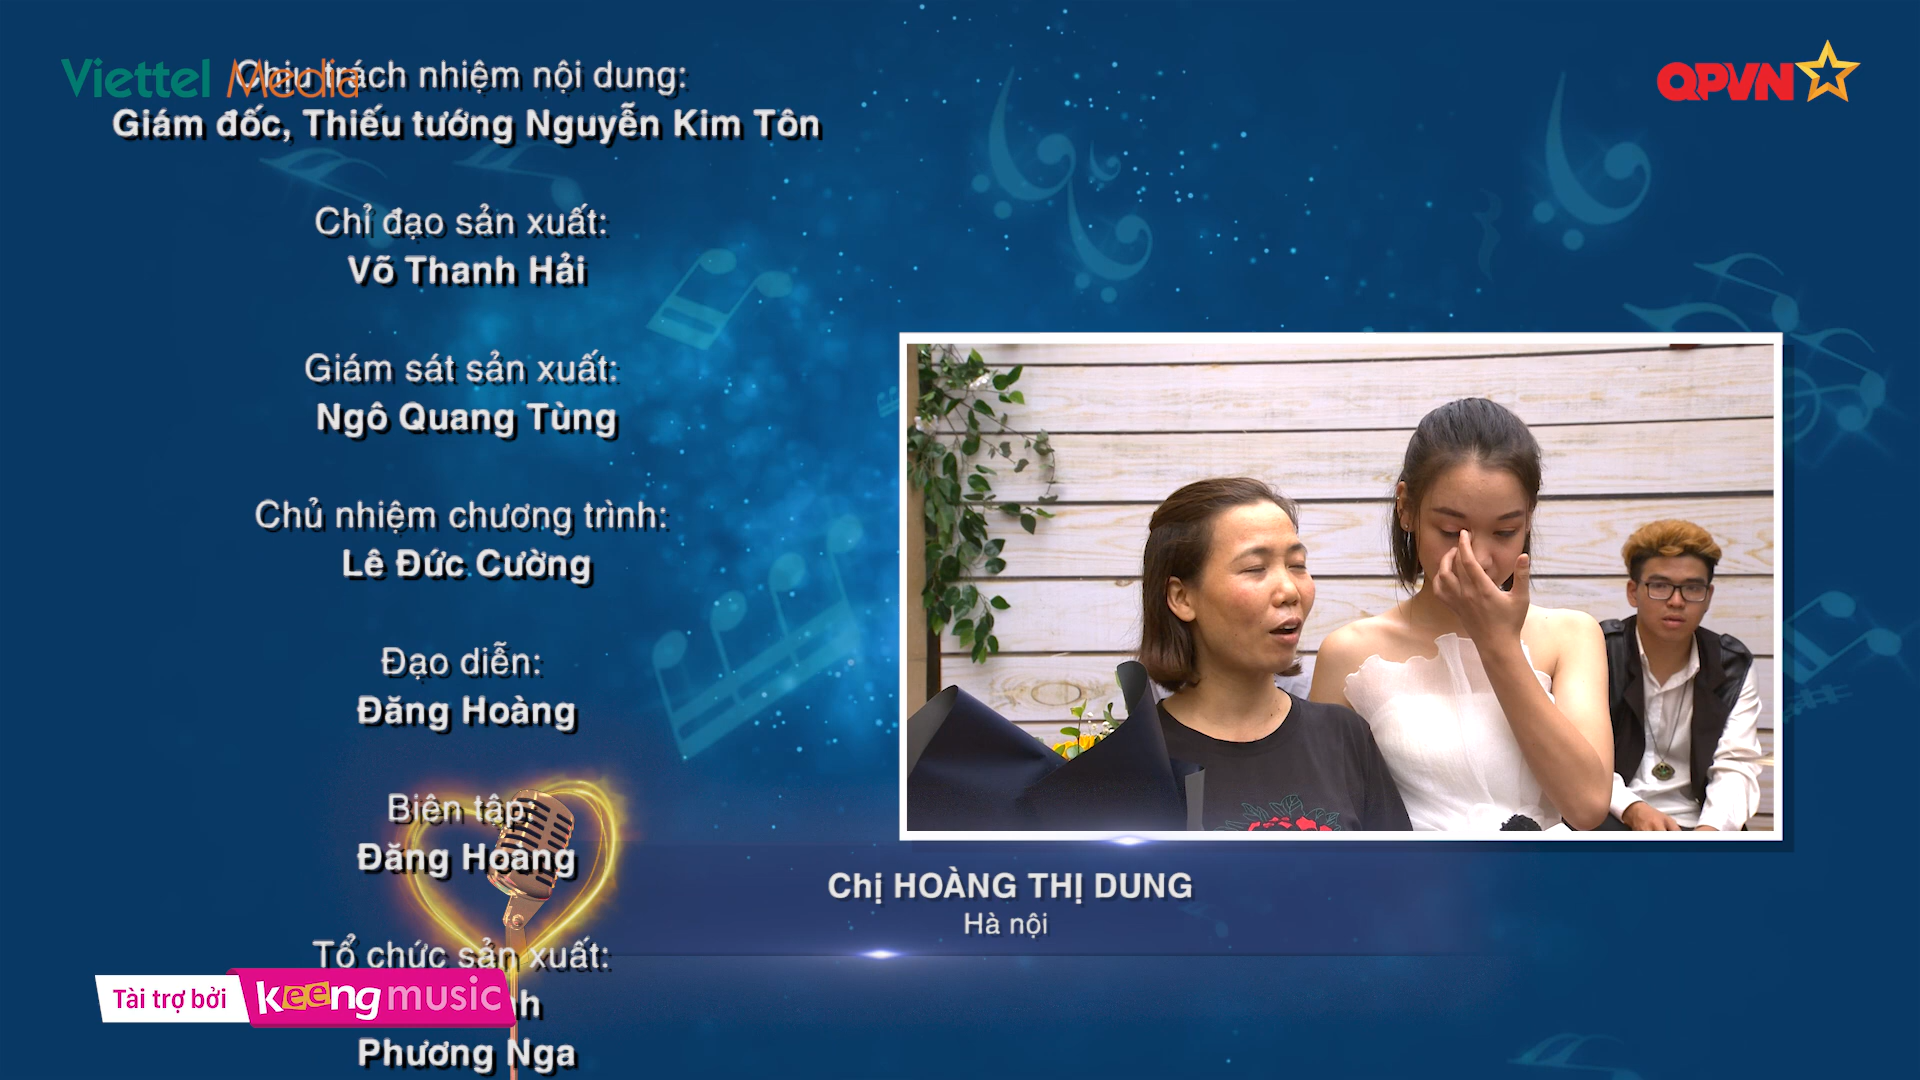 Viettel Media
Chịu trách nhiệm nội dung:
Giám đốc, Thiếu tướng Nguyễn Kim Tôn
QPVN
Chỉ đạo sản xuất:
Võ Thanh Hải
Giám sát sản xuất:
Ngô Quang Tùng
Chủ nhiệm chương trình:
Lê Đức Cường
Đạo diễn:
Đăng Hoàng
Biên tập:
Đăng Hoàng
Chị HOÀNG THỊ DUNG
Hà nội
Tổ chức sản xuất:
Tài trợ bởi
keeng music
Phương Nga